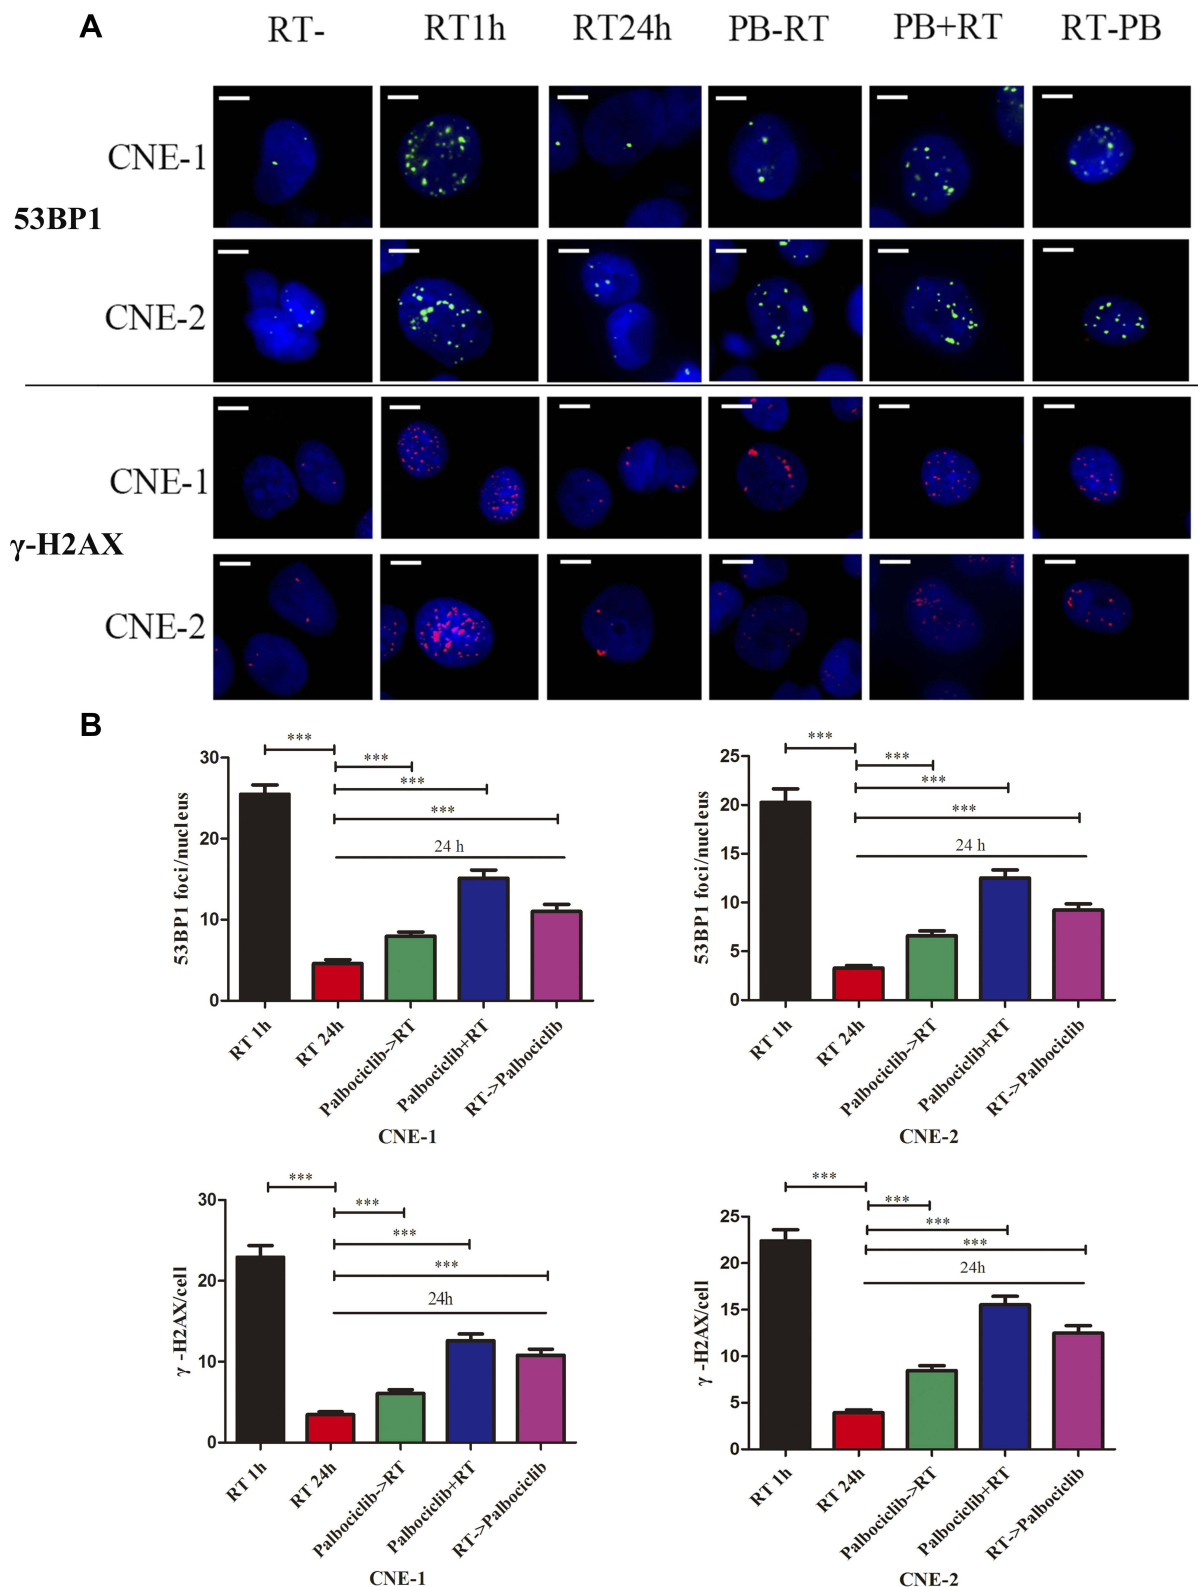 A
RT- RT1h RT24h PB-RT PB+RT RT-PB
CNE-1
53BP1
CNE-2
CNE-1
γ-H2AX
CNE-2
B
*** *** *** ***
24 h
30
20
10
0
53BP1 foci/nucleus
RT 1h RT 24h Palbociclib->RT Palbociclib+RT RT->Palbociclib
CNE-1
*** *** *** ***
24 h
25
20
15
10
5
0
53BP1 foci/nucleus
RT 1h RT 24h Palbociclib->RT Palbociclib+RT RT->Palbociclib
CNE-2
*** *** *** ***
24h
30
20
10
0
γ -H2AX/cell
RT 1h RT 24h Palbociclib->RT Palbociclib+RT RT->Palbociclib
CNE-1
*** *** *** ***
24h
25
20
15
10
5
0
γ -H2AX/cell
RT 1h RT 24h Palbociclib->RT Palbociclib+RT RT->Palbociclib
CNE-2